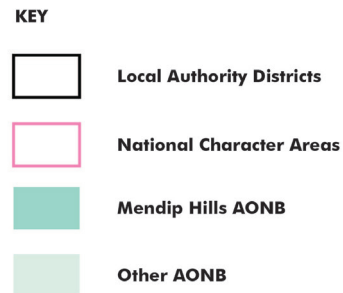 KEY
Local Authority Districts
National Character Areas
Mendip Hills AONB
Other AONB